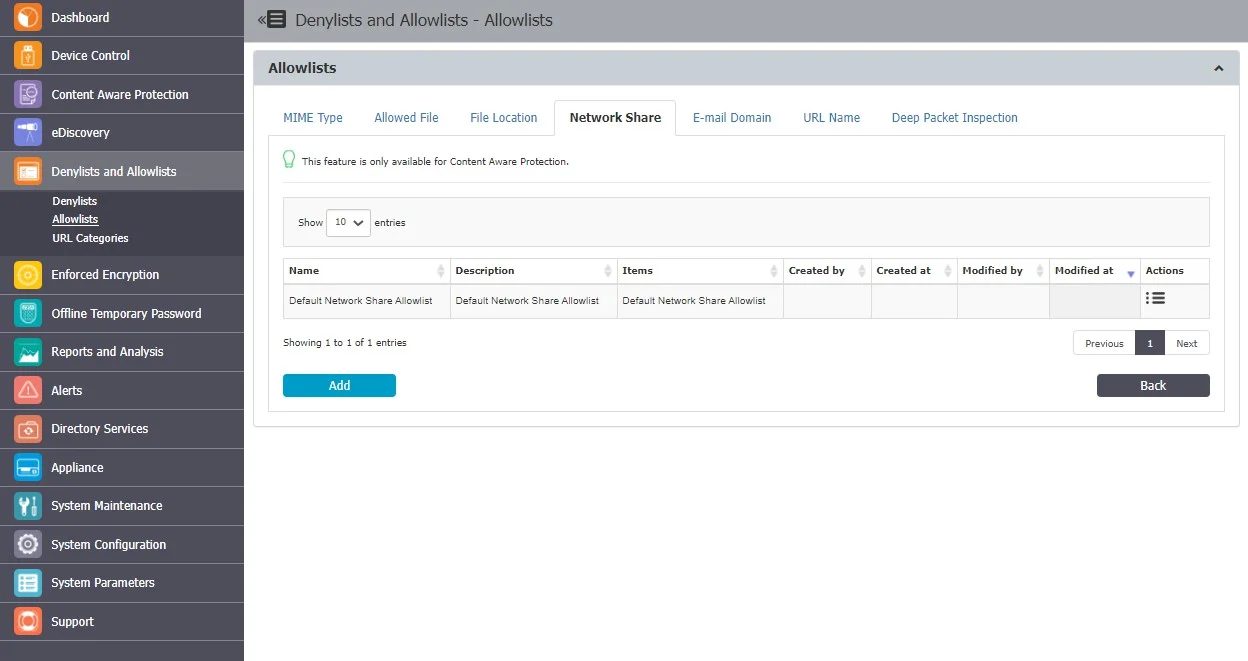 Dashboard
Device Control
Content Aware Protection
eDiscovery
Denylists and Allowlists
Denylists
Allowlists
URL Categories
Enforced Encryption
Offline Temporary Password
Reports and Analysis
Alerts
Directory Services
Appliance
System Maintenance
System Configuration
System Parameters
Support
Denylists and Allowlists - Allowlists
Allowlists
MIME Type Allowed File File Location Network Share E-mail Domain URL Name Deep Packet Inspection
This feature is only available for Content Aware Protection.
Show 10 entries
Name Description Items Created by Created at Modified by Modified at Actions
Default Network Share Allowlist Default Network Share Allowlist Default Network Share Allowlist
Showing 1 to 1 of 1 entries Previous 1 Next
Add Back